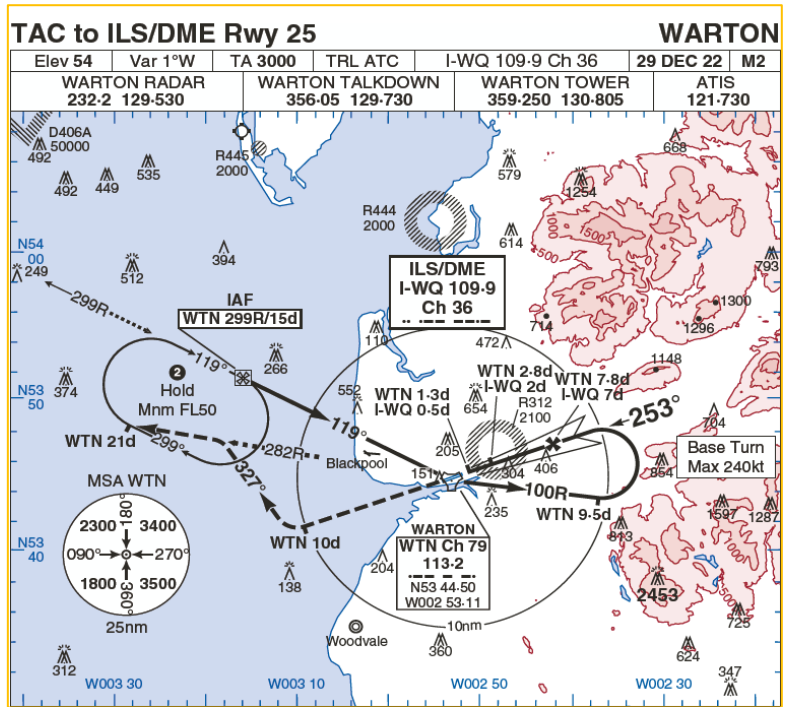 TAC to ILS/DME Rwy 25 WARTON
Elev 54 Var 1°W TA 3000 TRL ATC I-WQ 109·9 Ch 36 29 DEC 22 M2
WARTON RADAR WARTON TALKDOWN WARTON TOWER ATIS
232·2 129·530 356·05 129·730 359·250 130·805 121·730
D406A
50000
492
492
449
535
R445
2000
579
668
1254
R444
2000
614
1000
1500
1500
793
N54
00
249
512
394
299R
IAF
WTN 299R/15d
ILS/DME
I-WQ 109·9
Ch 36
714
1300
1296
110
472
1148
119°
266
374
2
Hold
Mnm FL50
N53
50
552
WTN 1·3d
I-WQ 0·5d
WTN 2·8d
I-WQ 2d
WTN 7·8d
I-WQ 7d
654
R312
2100
253°
704
119°
WTN 21d
299°
282R
Blackpool
205
151
304
406
854
Base Turn
Max 240kt
327°
100R
235
WTN 9·5d
1597
1287
MSA WTN
2300 180° 3400
090° 270°
1800 360° 3500
25nm
WTN 10d
813
N53
40
138
204
WARTON
WTN Ch 79
113·2
N53 44·50
W002 53·11
2453
725
10nm
Woodvale
360
624
347
312
W003 30 W003 10 W002 50 W002 30